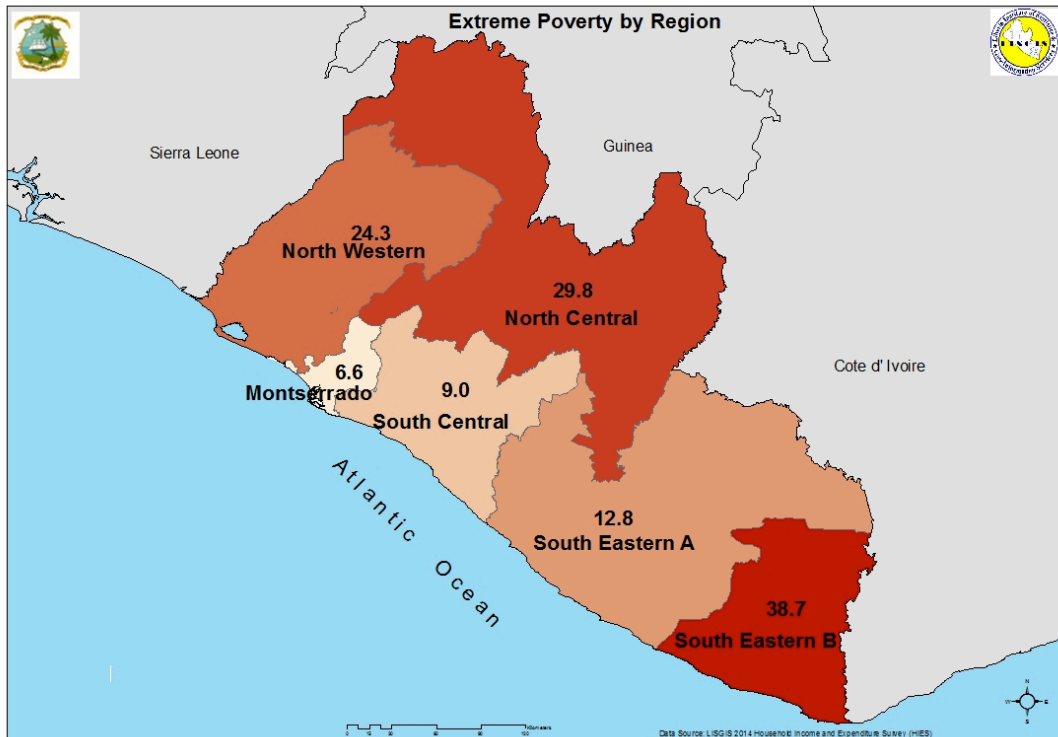 Extreme Poverty by Region
LISGIS
Sierra Leone
Guinea
24.3
North Western
29.8
North Central
Cote d' Ivoire
6.6
Montserrado
9.0
South Central
Atlantic Ocean
12.8
South Eastern A
38.7
South Eastern B
N
W
E
S
Kilometers
Data Source: LISGIS 2014 Household Income and Expenditure Survey (HIES)